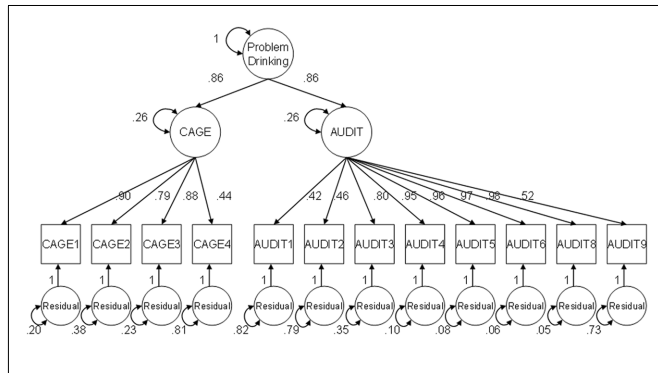 1
Problem
Drinking
.86
.86
.26
CAGE
.26
AUDIT
.90
.79
.88
.44
.42
.46
.80
.95
.96
.97
.98
.52
CAGE1
CAGE2
CAGE3
CAGE4
AUDIT1
AUDIT2
AUDIT3
AUDIT4
AUDIT5
AUDIT6
AUDIT8
AUDIT9
1
1
1
1
1
1
1
1
1
1
1
1
Residual
Residual
Residual
Residual
Residual
Residual
Residual
Residual
Residual
Residual
Residual
Residual
.20
.38
.23
.81
.82
.79
.35
.10
.08
.06
.05
.73